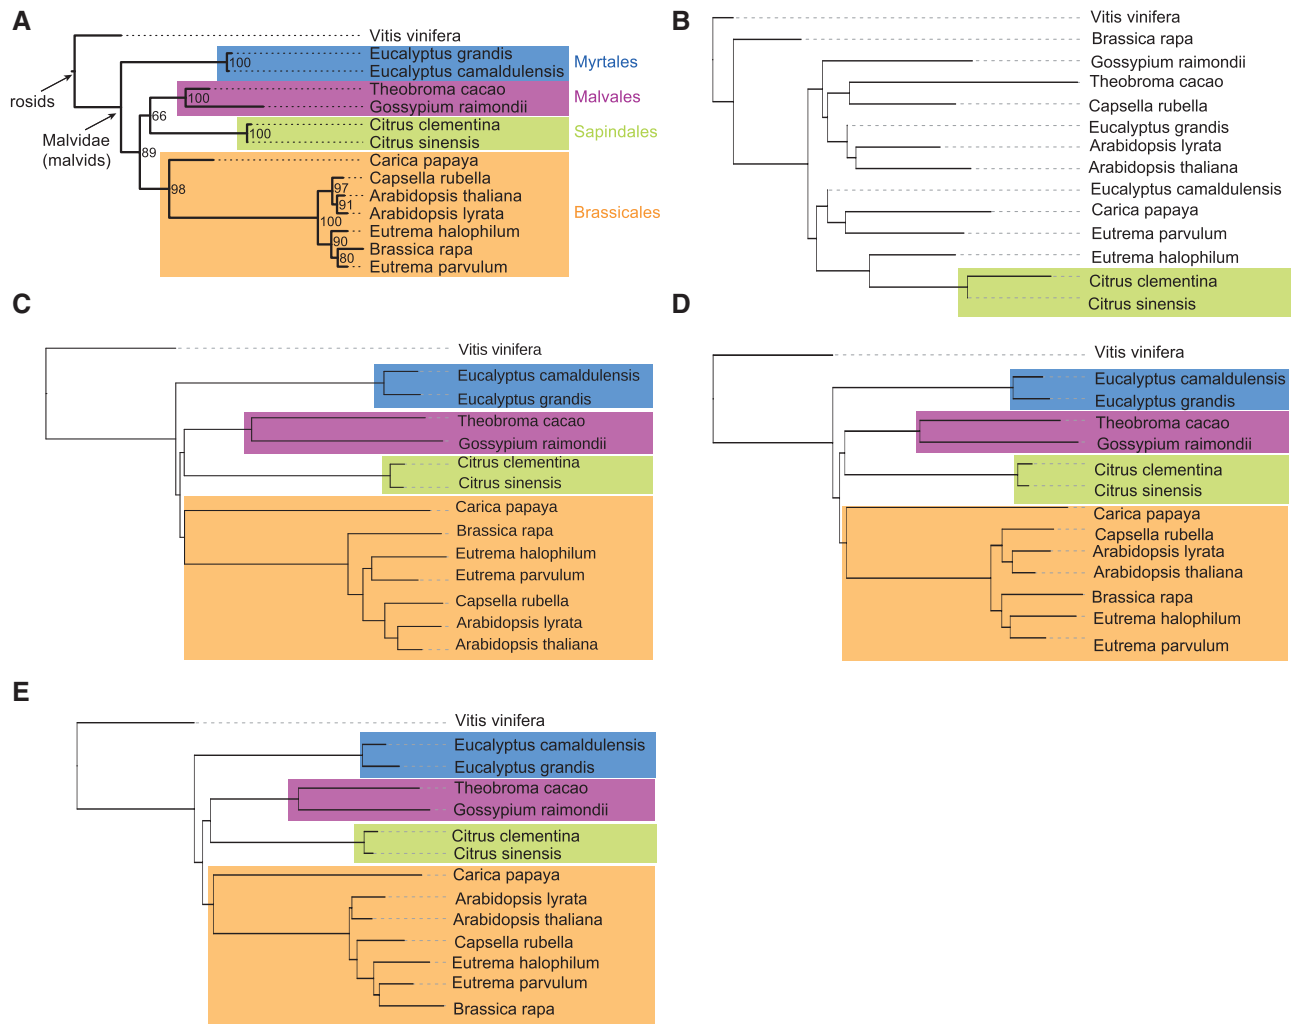 A
Vitis vinifera
Eucalyptus grandis
100
Eucalyptus camaldulensis
Myrtales
rosids
Theobroma cacao
100
Gossypium raimondii
Malvales
Malvidae
(malvids)
66
Citrus clementina
100
Citrus sinensis
Sapindales
89
Carica papaya
98
Capsella rubella
97
Arabidopsis thaliana
91
Arabidopsis lyrata
100
Brassicales
Eutrema halophilum
90
Brassica rapa
80
Eutrema parvulum
B
Vitis vinifera
Brassica rapa
Gossypium raimondii
Theobroma cacao
Capsella rubella
Eucalyptus grandis
Arabidopsis lyrata
Arabidopsis thaliana
Eucalyptus camaldulensis
Carica papaya
Eutrema parvulum
Eutrema halophilum
Citrus clementina
Citrus sinensis
C
Vitis vinifera
Eucalyptus camaldulensis
Eucalyptus grandis
Theobroma cacao
Gossypium raimondii
Citrus clementina
Citrus sinensis
Carica papaya
Brassica rapa
Eutrema halophilum
Eutrema parvulum
Capsella rubella
Arabidopsis lyrata
Arabidopsis thaliana
D
Vitis vinifera
Eucalyptus camaldulensis
Eucalyptus grandis
Theobroma cacao
Gossypium raimondii
Citrus clementina
Citrus sinensis
Carica papaya
Capsella rubella
Arabidopsis lyrata
Arabidopsis thaliana
Brassica rapa
Eutrema halophilum
Eutrema parvulum
E
Vitis vinifera
Eucalyptus camaldulensis
Eucalyptus grandis
Theobroma cacao
Gossypium raimondii
Citrus clementina
Citrus sinensis
Carica papaya
Arabidopsis lyrata
Arabidopsis thaliana
Capsella rubella
Eutrema halophilum
Eutrema parvulum
Brassica rapa